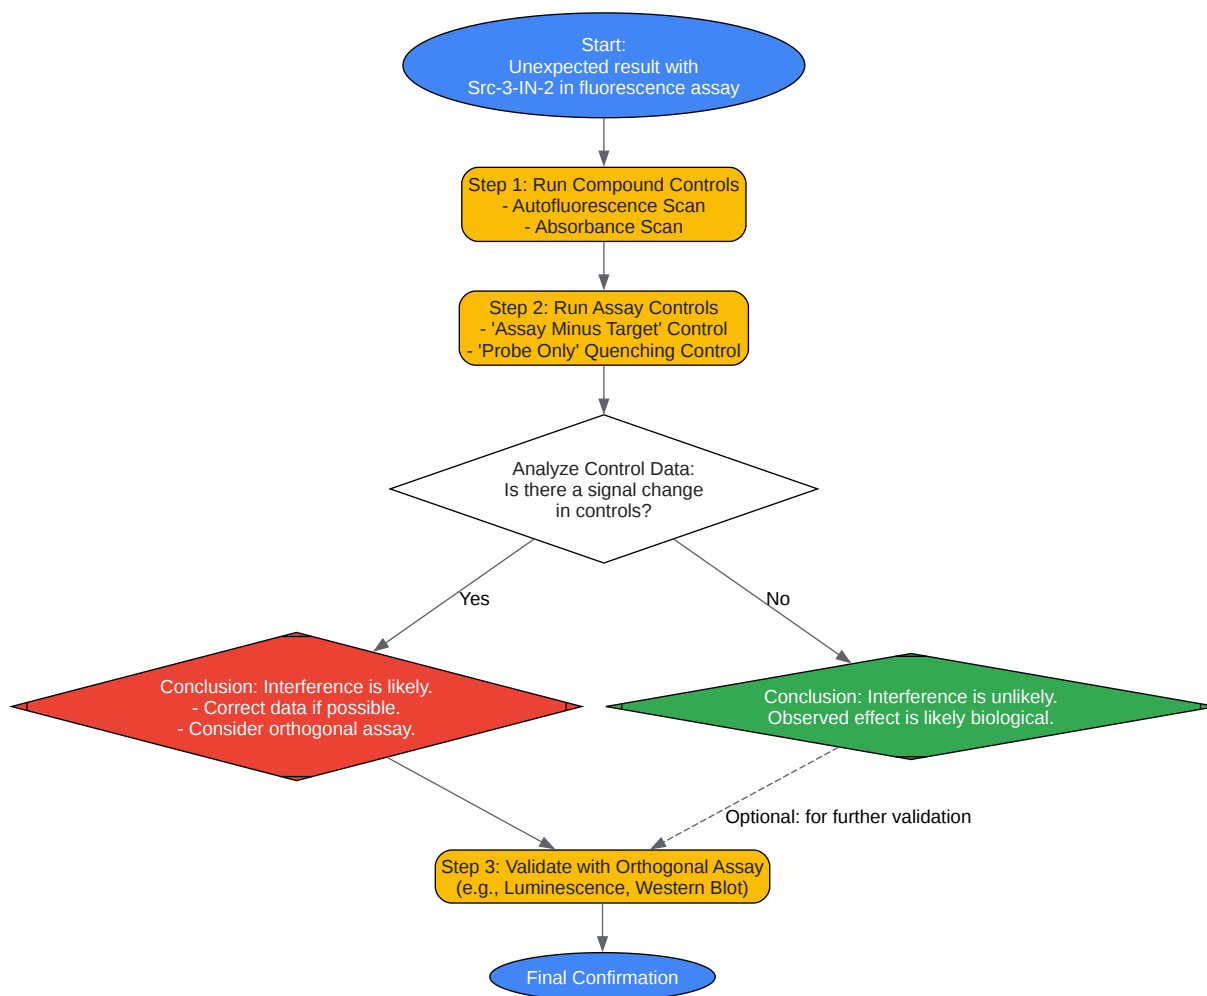 Start:
Unexpected result with
Src-3-IN-2 in fluorescence assay
Step 1: Run Compound Controls
- Autofluorescence Scan
- Absorbance Scan
Step 2: Run Assay Controls
- 'Assay Minus Target' Control
- 'Probe Only' Quenching Control
Analyze Control Data:
Is there a signal change
in controls?
Yes
No
Conclusion: Interference is likely.
- Correct data if possible.
- Consider orthogonal assay.
Conclusion: Interference is unlikely.
Observed effect is likely biological.
Optional: for further validation
Step 3: Validate with Orthogonal Assay
(e.g., Luminescence, Western Blot)
Final Confirmation